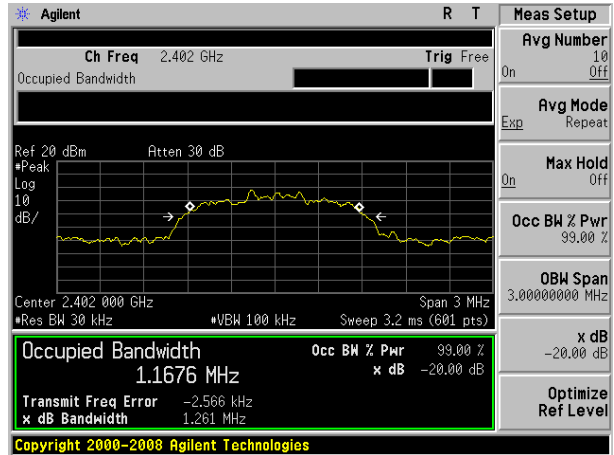 Agilent R T
Ch Freq 2.402 GHz Trig Free
Occupied Bandwidth
Ref 20 dBm Atten 30 dB
#Peak
Log
10
dB/
Center 2.402 000 GHz Span 3 MHz
#Res BW 30 kHz #VBW 100 kHz Sweep 3.2 ms (601 pts)
Occupied Bandwidth
1.1676 MHz
Occ BW % Pwr 99.00 %
x dB -20.00 dB
Transmit Freq Error -2.566 kHz
x dB Bandwidth 1.261 MHz
Copyright 2000-2008 Agilent Technologies
Meas Setup
Avg Number
10
On Off
Avg Mode
Exp Repeat
Max Hold
On Off
Occ BW % Pwr
99.00 %
OBW Span
3.00000000 MHz
x dB
-20.00 dB
Optimize
Ref Level